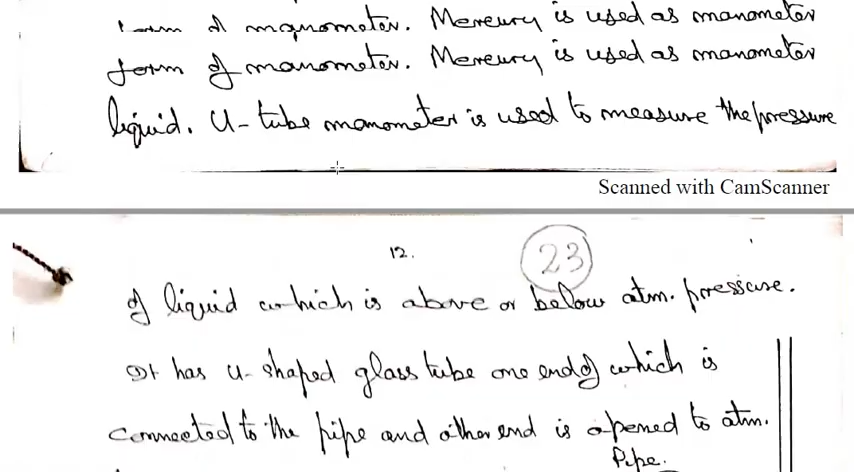 form of manometer. Mercury is used as manometer
form of manometer. Mercury is used as manometer
liquid. U-tube manometer is used to measure the pressure
Scanned with CamScanner
12.
23
of liquid which is above or below atm. pressure.
It has U-shaped glass tube one end of which is
connected to the pipe and other end is opened to atm.
Pipe.